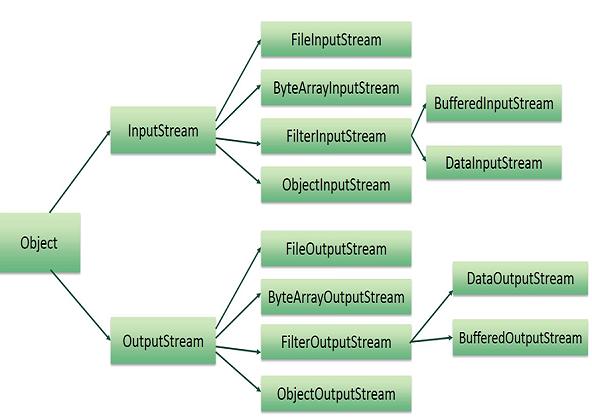 FileInputStream
ByteArrayInputStream
BufferedInputStream
InputStream
FilterInputStream
DataInputStream
ObjectInputStream
Object
FileOutputStream
DataOutputStream
ByteArrayOutputStream
OutputStream
FilterOutputStream
BufferedOutputStream
ObjectOutputStream